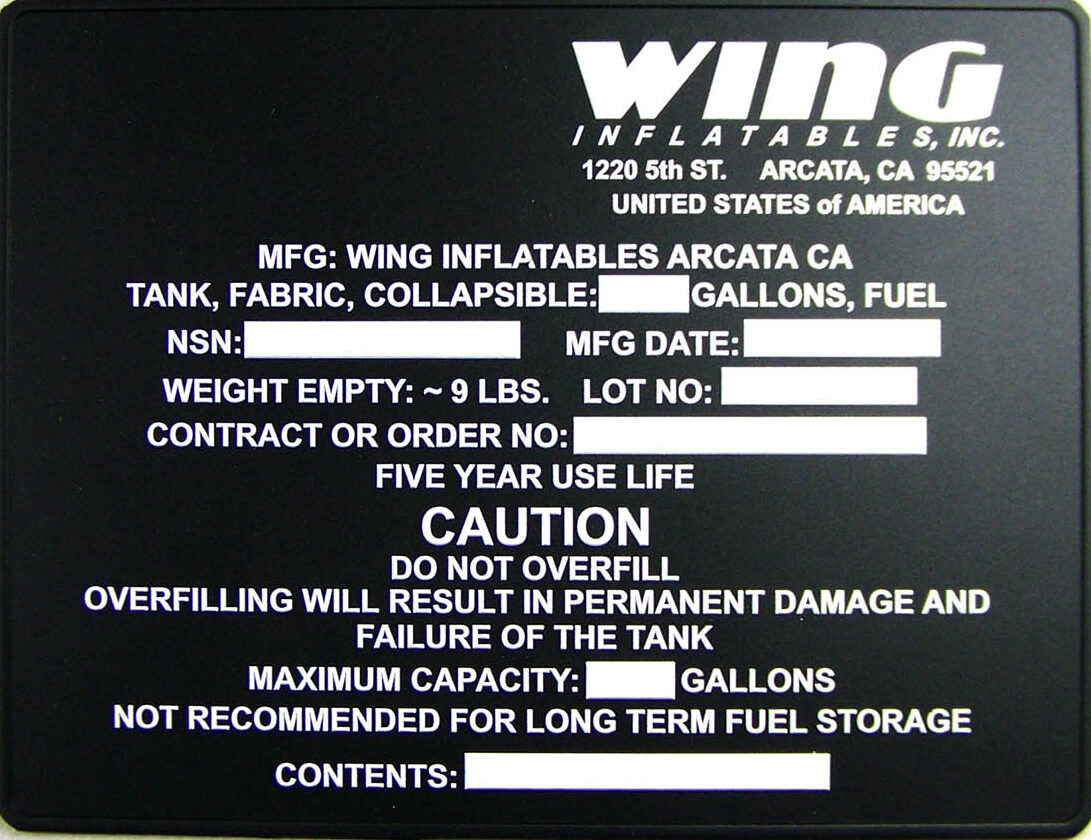 WING
INFLATABLES, INC.
1220 5th ST. ARCATA, CA 95521
UNITED STATES of AMERICA
MFG: WING INFLATABLES ARCATA CA
TANK, FABRIC, COLLAPSIBLE: GALLONS, FUEL
NSN: MFG DATE:
WEIGHT EMPTY: ~ 9 LBS. LOT NO:
CONTRACT OR ORDER NO:
FIVE YEAR USE LIFE
CAUTION
DO NOT OVERFILL
OVERFILLING WILL RESULT IN PERMANENT DAMAGE AND
FAILURE OF THE TANK
MAXIMUM CAPACITY: GALLONS
NOT RECOMMENDED FOR LONG TERM FUEL STORAGE
CONTENTS: